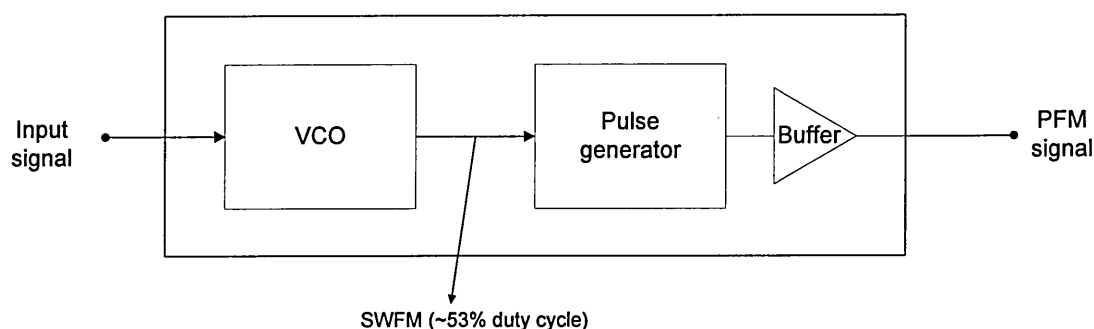 Input
signal
VCO
Pulse
generator
Buffer
PFM
signal
SWFM (~53% duty cycle)